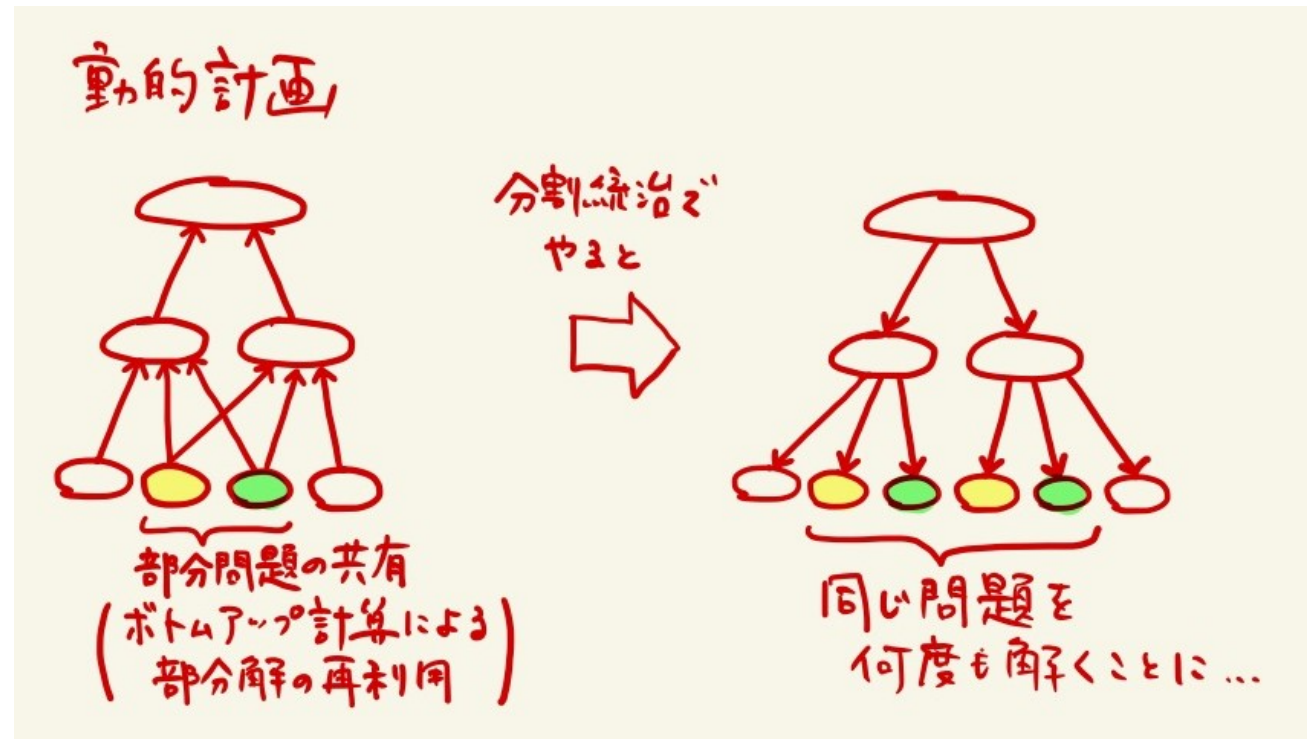 動的計画
分割統治で
やると
部分問題の共有
(ボトムアップ計算による
部分解の再利用)
同じ問題を
何度も解くことに...